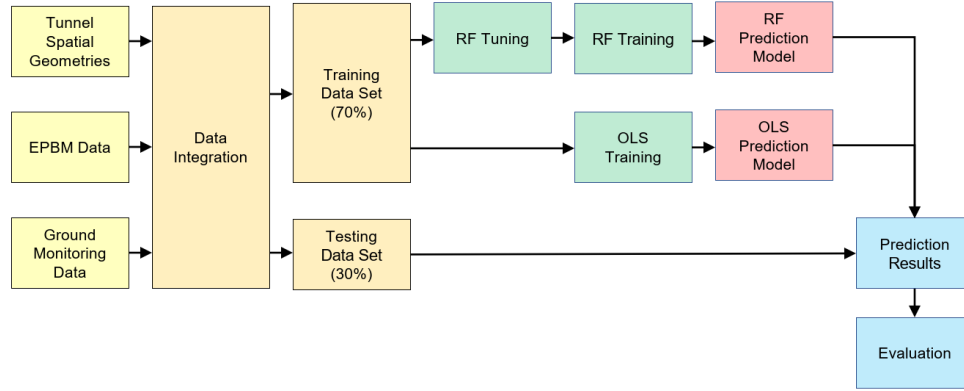 Tunnel
Spatial
Geometries
EPBM Data
Ground
Monitoring
Data
Data
Integration
Training
Data Set
(70%)
Testing
Data Set
(30%)
RF Tuning
RF Training
RF
Prediction
Model
OLS
Training
OLS
Prediction
Model
Prediction
Results
Evaluation